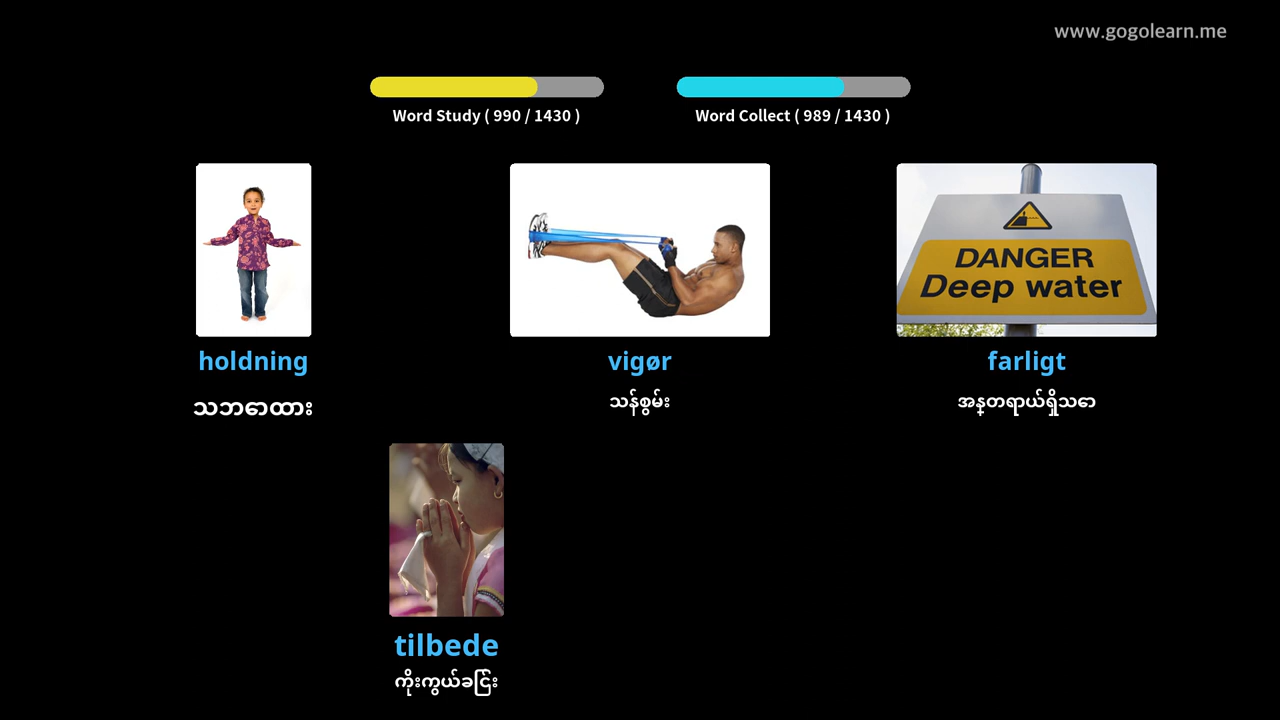 www.gogolearn.me
Word Study ( 990 / 1430 )
Word Collect ( 989 / 1430 )
DANGER
Deep water
holdning
vigør
farligt
သဘောထား
သန်စွမ်း
အန္တရာယ်ရှိသော
tilbede
ကိုးကွယ်ခြင်း